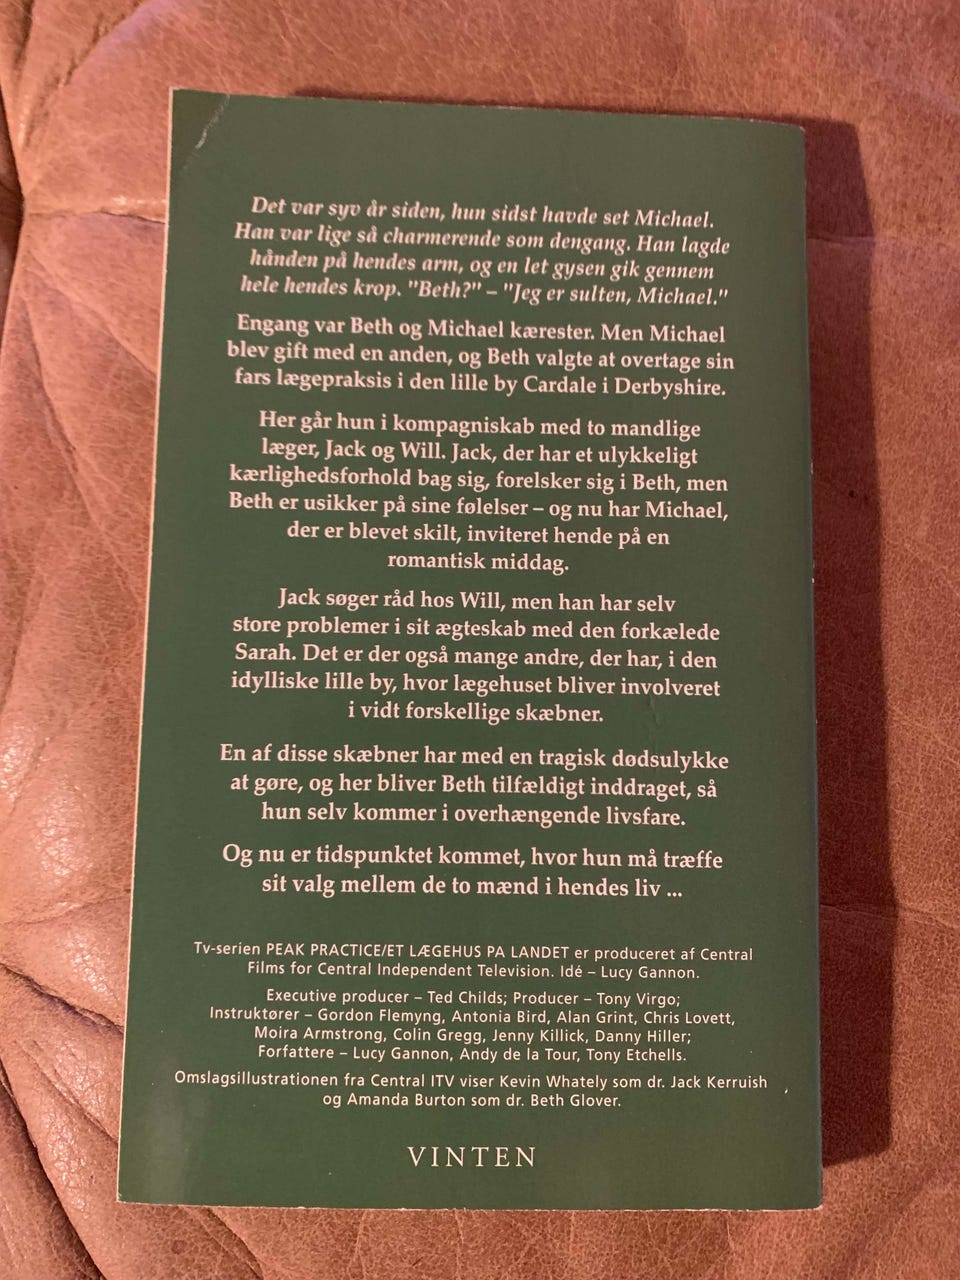 Det var syv år siden, hun sidst havde set Michael.
Han var lige så charmerende som dengang. Han lagde
hånden på hendes arm, og en let gysen gik gennem
hele hendes krop. "Beth?" – "Jeg er sulten, Michael."
Engang var Beth og Michael kærester. Men Michael
blev gift med en anden, og Beth valgte at overtage sin
fars lægepraksis i den lille by Cardale i Derbyshire.
Her går hun i kompagniskab med to mandlige
læger, Jack og Will. Jack, der har et ulykkeligt
kærlighedsforhold bag sig, forelsker sig i Beth, men
Beth er usikker på sine følelser – og nu har Michael,
der er blevet skilt, inviteret hende på en
romantisk middag.
Jack søger råd hos Will, men han har selv
store problemer i sit ægteskab med den forkælede
Sarah. Det er der også mange andre, der har, i den
idylliske lille by, hvor lægehuset bliver involveret
i vidt forskellige skæbner.
En af disse skæbner har med en tragisk dødsulykke
at gøre, og her bliver Beth tilfældigt inddraget, så
hun selv kommer i overhængende livsfare.
Og nu er tidspunktet kommet, hvor hun må træffe
sit valg mellem de to mænd i hendes liv ...
Tv-serien PEAK PRACTICE/ET LÆGEHUS PA LANDET er produceret af Central
Films for Central Independent Television. Idé – Lucy Gannon.
Executive producer – Ted Childs; Producer – Tony Virgo;
Instruktører – Gordon Flemyng, Antonia Bird, Alan Grint, Chris Lovett,
Moira Armstrong, Colin Gregg, Jenny Killick, Danny Hiller;
Forfattere – Lucy Gannon, Andy de la Tour, Tony Etchells.
Omslagsillustrationen fra Central ITV viser Kevin Whately som dr. Jack Kerruish
og Amanda Burton som dr. Beth Glover.
VINTEN